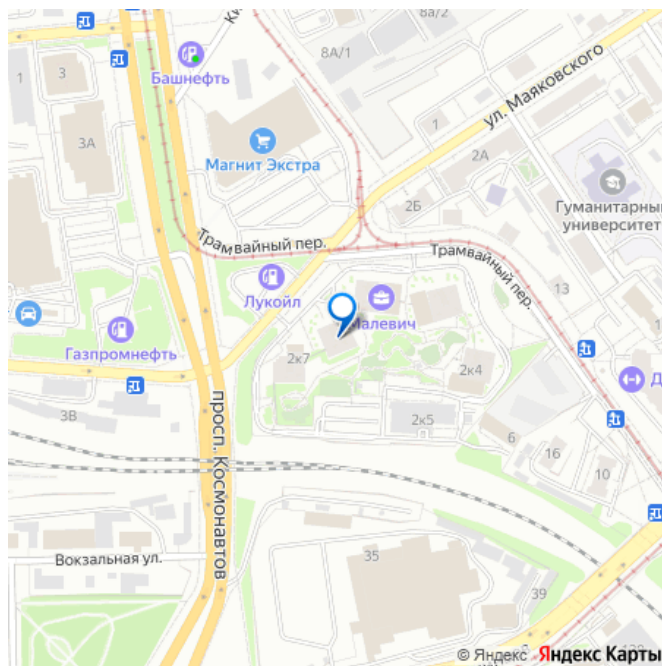 8а/2
Ки
8А/1
Башнефть
1
3
3А
ул. Маяковского
1
2А
Магнит Экстра
2Б
Гуманитарный
университет
Трамвайный пер.
Трамвайный пер.
13
Лукойл
Малевич
Газпромнефть
2к7
2к4
Д
3В
2к5
6
16
10
просп. Космонавтов
Вокзальная ул.
35
39
© Яндекс Яндекс Карты